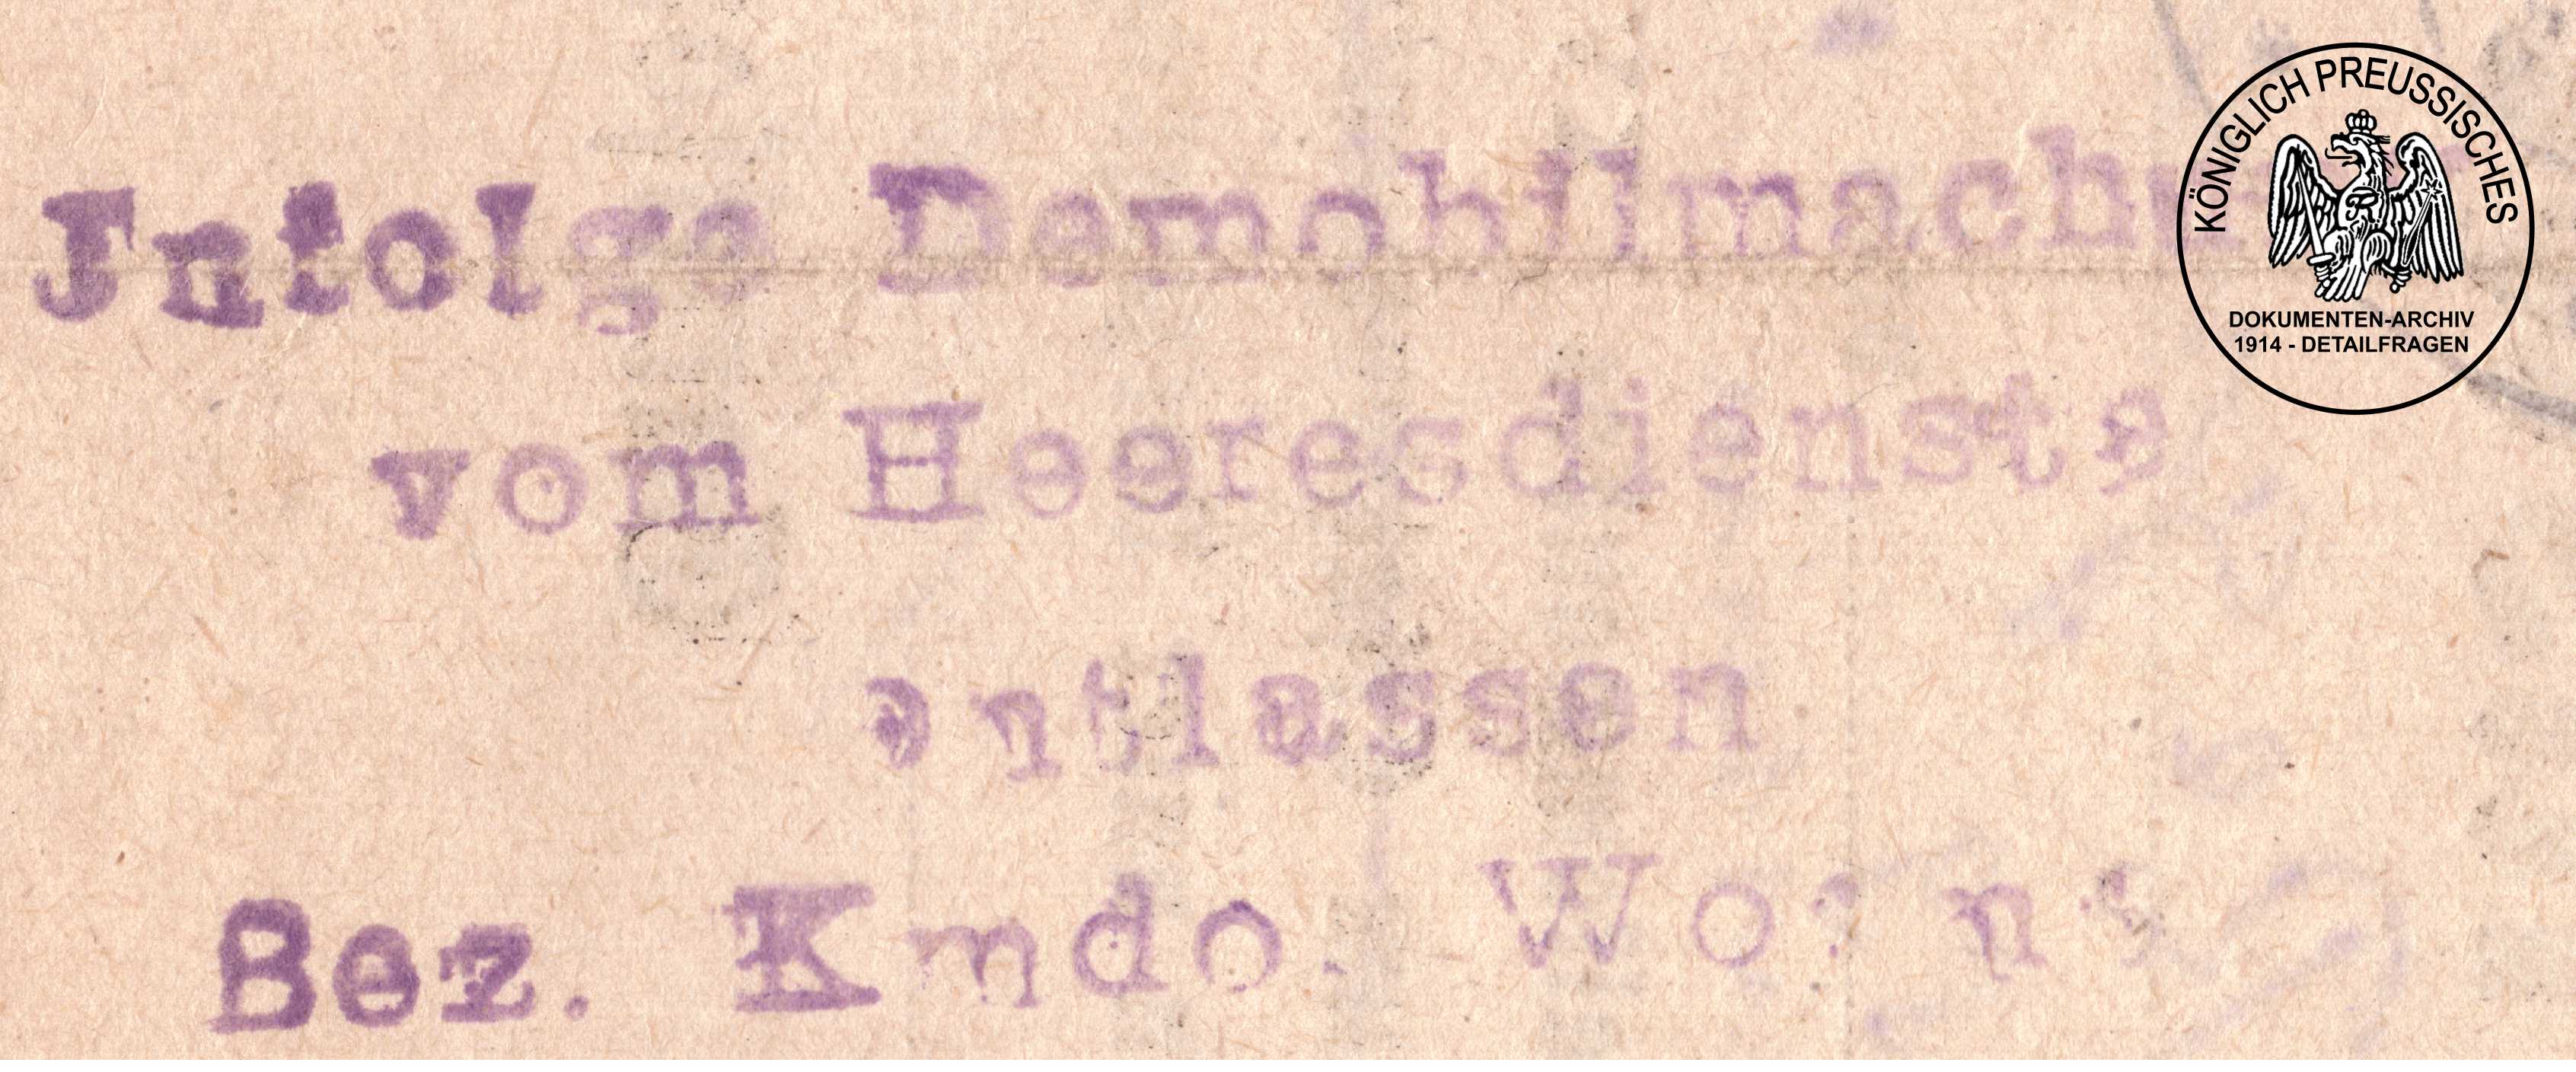 Jnfolge Demobilmach
vom Heeresdienste
entlassen
Bez. Kmdo.
KÖNIGLICH PREUSSISCHES
DOKUMENTEN-ARCHIV
1914 - DETAILFRAGEN